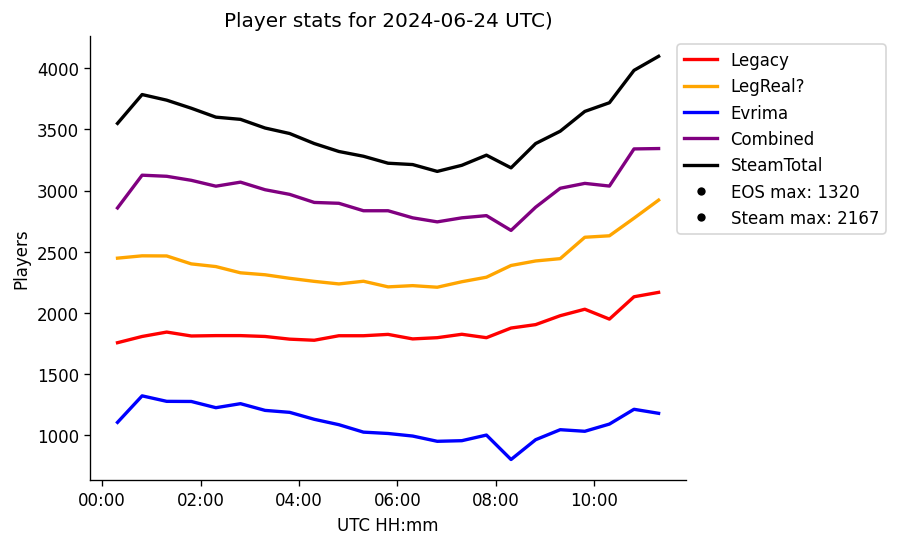 Player stats for 2024-06-24 UTC)
Legacy
LegReal?
Evrima
Combined
SteamTotal
EOS max: 1320
Steam max: 2167
Players
4000
3500
3000
2500
2000
1500
1000
00:00 02:00 04:00 06:00 08:00 10:00
UTC HH:mm